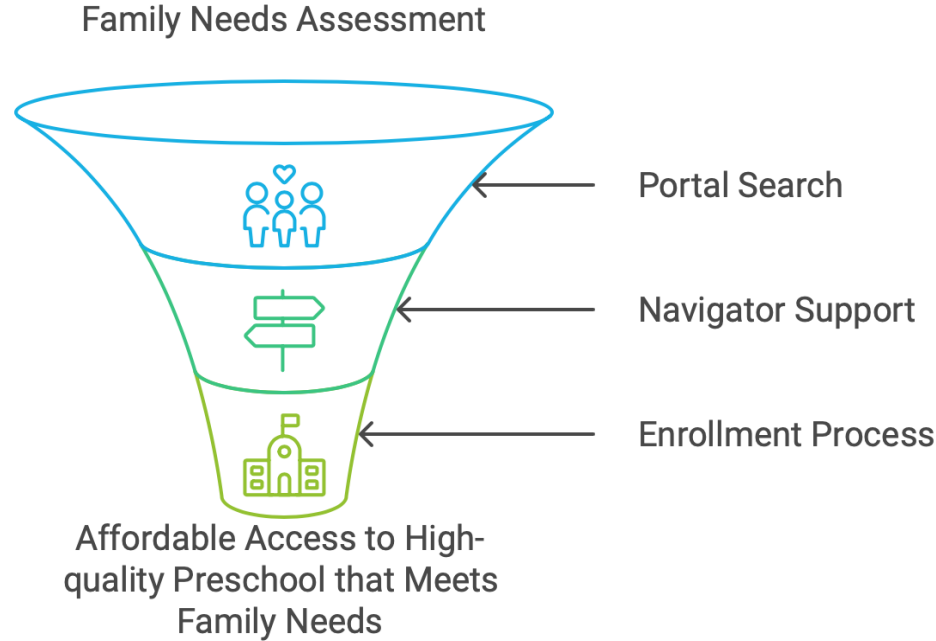 Family Needs Assessment
Portal Search
Navigator Support
Enrollment Process
Affordable Access to High-
quality Preschool that Meets
Family Needs